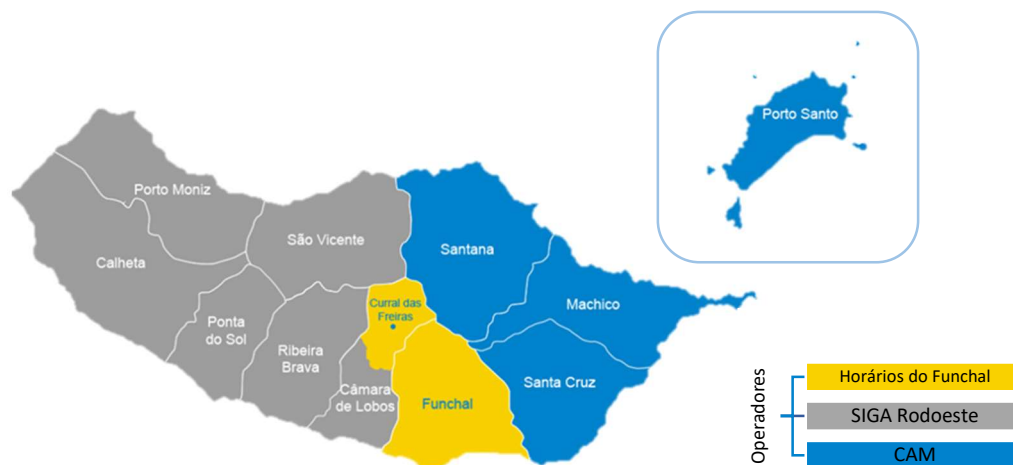 Porto Santo
Porto Moniz
São Vicente
Santana
Calheta
Machico
Curral das
Freiras
Ponta
do Sol
Ribeira
Brava
Câmara
de Lobos
Funchal
Santa Cruz
Operadores
Horários do Funchal
SIGA Rodoeste
CAM